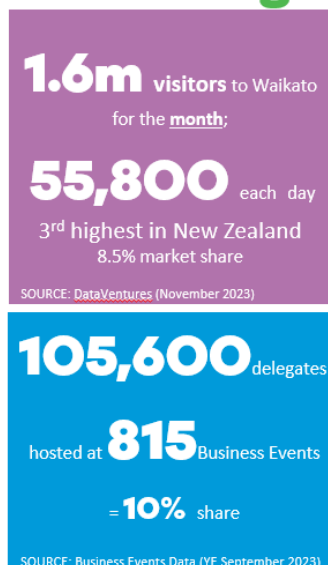 1.6m visitors to Waikato
for the month;
55,800 each day
3rd highest in New Zealand
8.5% market share
SOURCE: DataVentures (November 2023)
105,600 delegates
hosted at 815 Business Events
= 10% share
SOURCE: Business Events Data (YE September 2023)